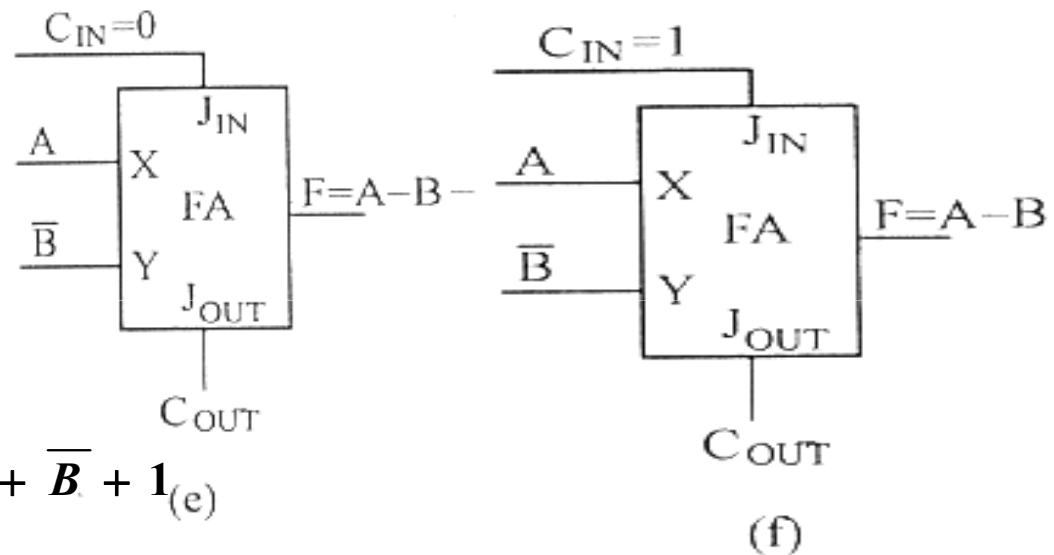 C_IN=0
J_IN
A
X
FA
F=A−B−
B̅
Y
J_OUT
C_OUT
+ B̅ + 1
(e)
C_IN=1
J_IN
A
X
FA
F=A−B
B̅
Y
J_OUT
C_OUT
(f)